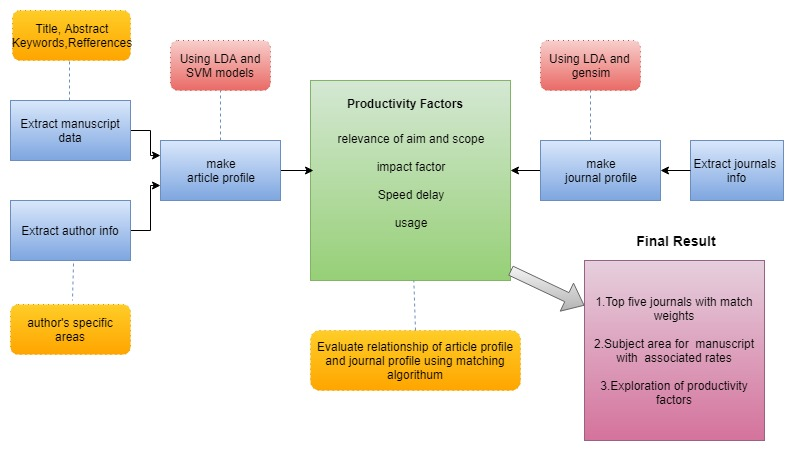 Title, Abstract
Keywords,Refferences
Using LDA and
SVM models
Using LDA and
gensim
Extract manuscript
data
Productivity Factors
relevance of aim and scope
impact factor
Speed delay
usage
make
article profile
make
journal profile
Extract journals
info
Extract author info
Final Result
1.Top five journals with match
weights
2.Subject area for manuscript
with associated rates
3.Exploration of productivity
factors
author's specific
areas
Evaluate relationship of article profile
and journal profile using matching
algorithum